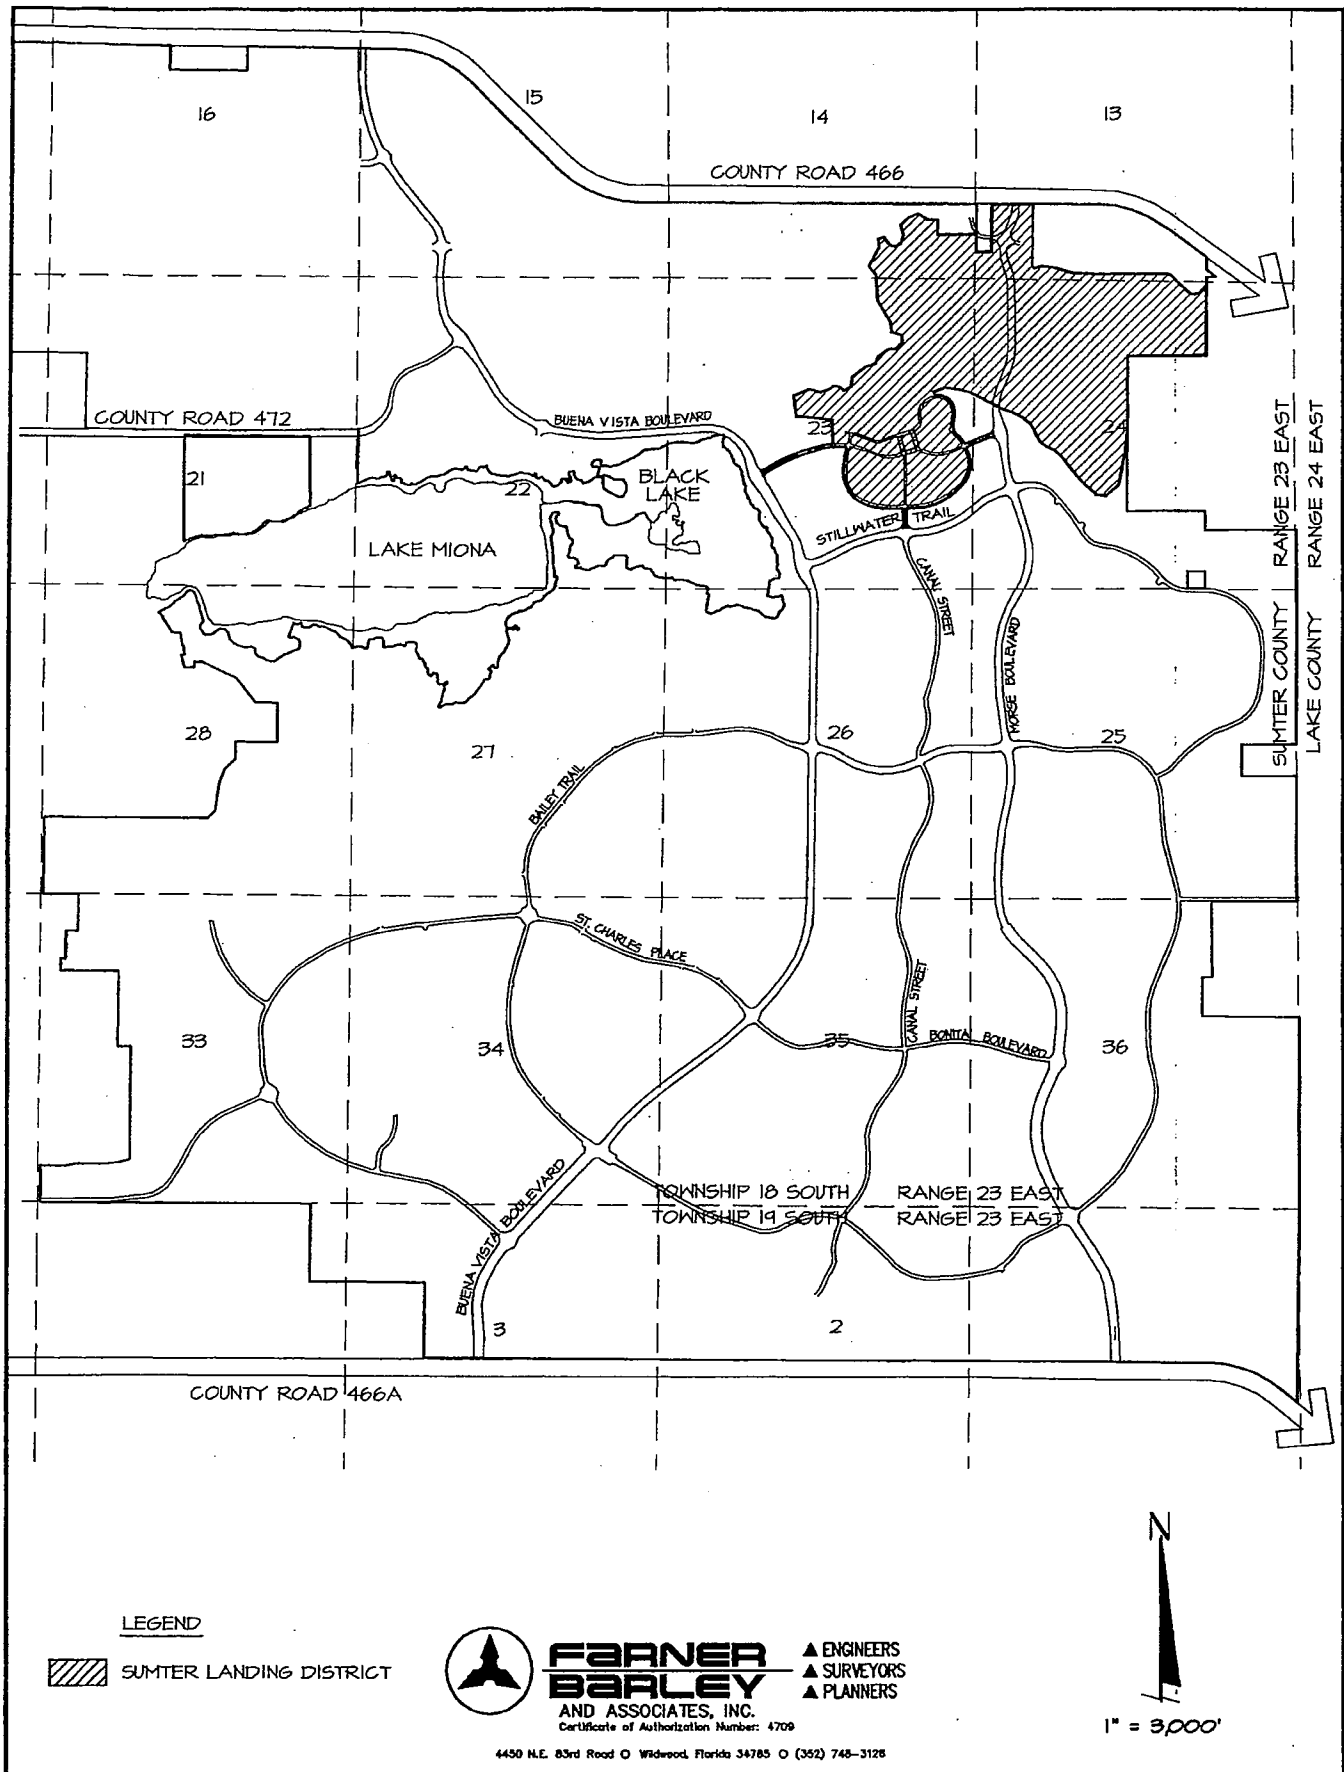 16
15
14
13
COUNTY ROAD 466
COUNTY ROAD 472
BUENA VISTA BOULEVARD
23
24
21
22
BLACK
LAKE
LAKE MIONA
STILLWATER TRAIL
CANAL STREET
MORSE BOULEVARD
RANGE 23 EAST
RANGE 24 EAST
SUMTER COUNTY
LAKE COUNTY
28
27
26
25
BAILEY TRAIL
ST. CHARLES PLACE
CANAL STREET
BONITA BOULEVARD
33
34
35
36
TOWNSHIP 18 SOUTH RANGE 23 EAST
TOWNSHIP 19 SOUTH RANGE 23 EAST
BUENA VISTA BOULEVARD
3
2
COUNTY ROAD 466A
N
1" = 3,000'
LEGEND
SUMTER LANDING DISTRICT
FARNER
BARLEY
AND ASSOCIATES, INC.
Certificate of Authorization Number: 4709
ENGINEERS
SURVEYORS
PLANNERS
4450 N.E. 83rd Road O Wildwood, Florida 34785 O (352) 748-3126